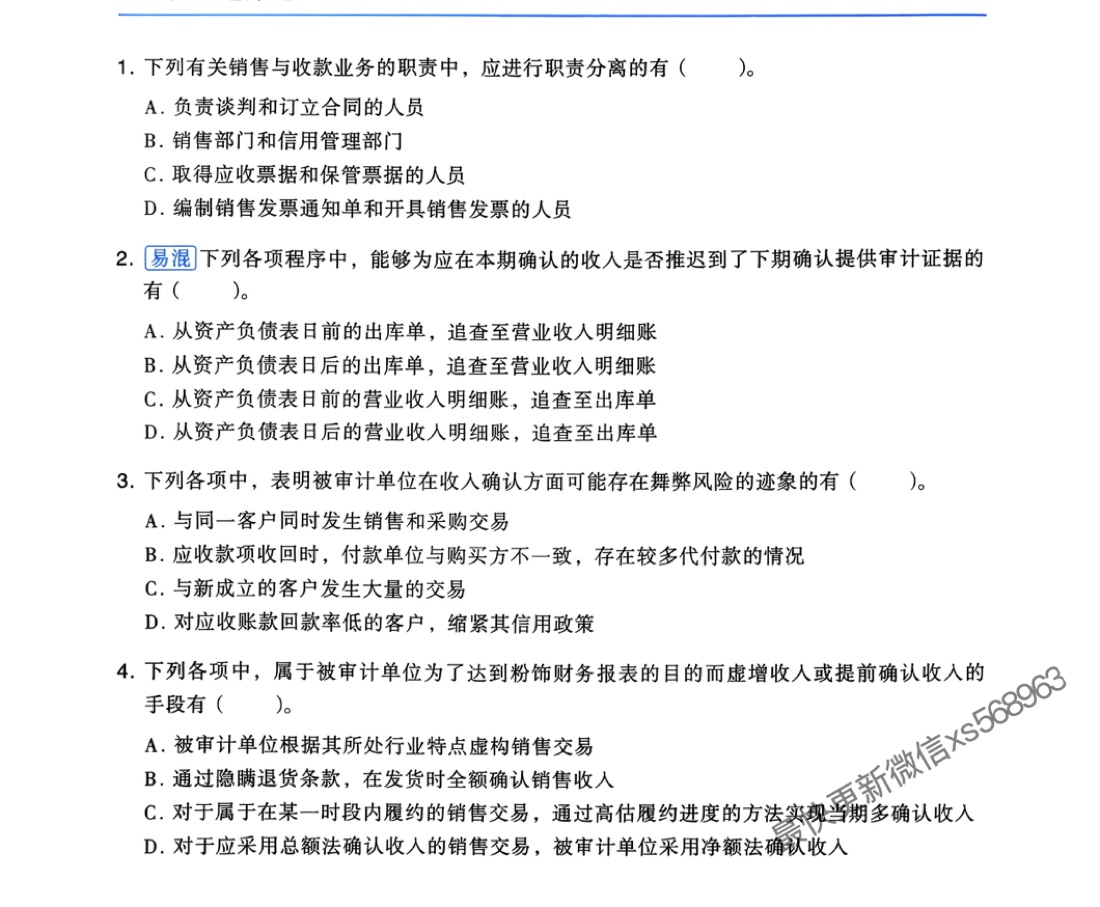 1. 下列有关销售与收款业务的职责中，应进行职责分离的有（　　）。
A. 负责谈判和订立合同的人员
B. 销售部门和信用管理部门
C. 取得应收票据和保管票据的人员
D. 编制销售发票通知单和开具销售发票的人员
2. 易混 下列各项程序中，能够为应在本期确认的收入是否推迟到了下期确认提供审计证据的
有（　　）。
A. 从资产负债表日前的出库单，追查至营业收入明细账
B. 从资产负债表日后的出库单，追查至营业收入明细账
C. 从资产负债表日前的营业收入明细账，追查至出库单
D. 从资产负债表日后的营业收入明细账，追查至出库单
3. 下列各项中，表明被审计单位在收入确认方面可能存在舞弊风险的迹象的有（　　）。
A. 与同一客户同时发生销售和采购交易
B. 应收款项收回时，付款单位与购买方不一致，存在较多代付款的情况
C. 与新成立的客户发生大量的交易
D. 对应收账款回款率低的客户，缩紧其信用政策
4. 下列各项中，属于被审计单位为了达到粉饰财务报表的目的而虚增收入或提前确认收入的
手段有（　　）。
A. 被审计单位根据其所处行业特点虚构销售交易
B. 通过隐瞒退货条款，在发货时全额确认销售收入
C. 对于属于在某一时段内履约的销售交易，通过高估履约进度的方法实现当期多确认收入
D. 对于应采用总额法确认收入的销售交易，被审计单位采用净额法确认收入
最快更新微信xs568963